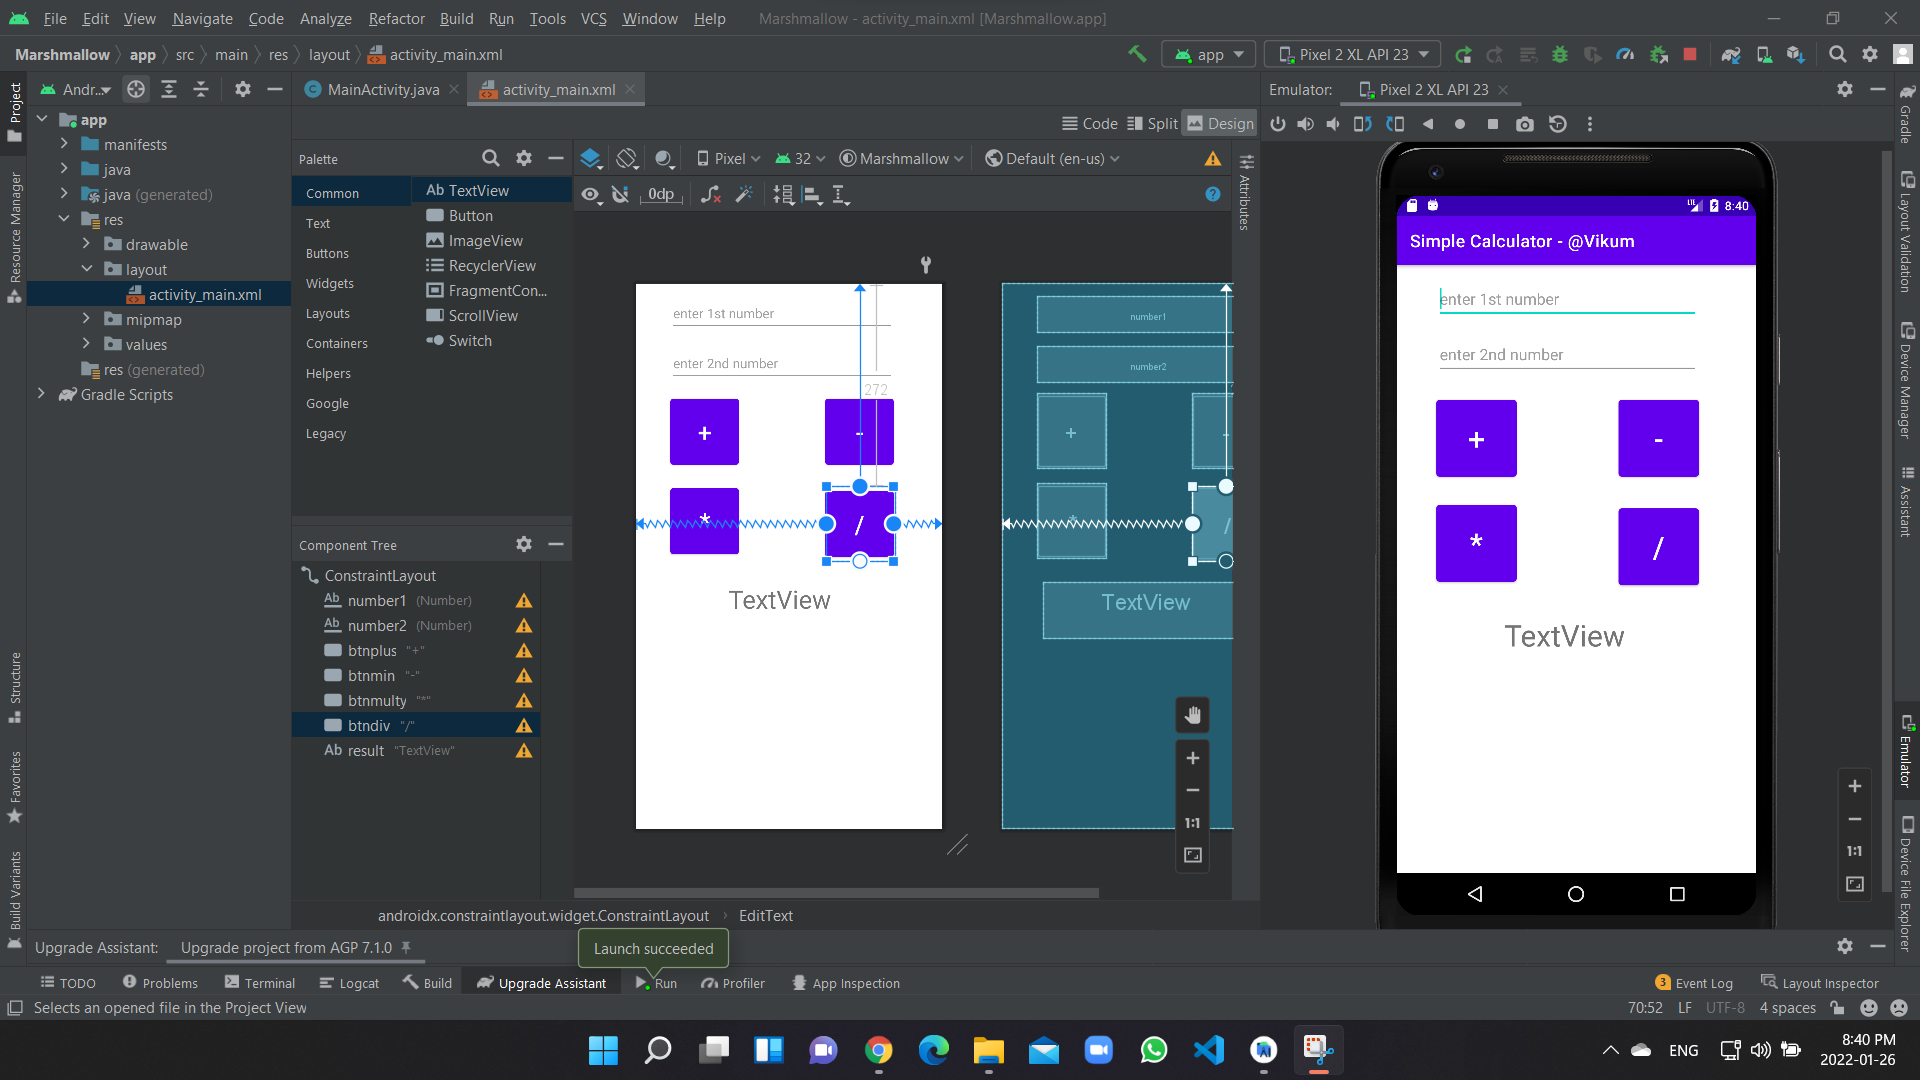 File Edit View Navigate Code Analyze Refactor Build Run Tools VCS Window Help Marshmallow - activity_main.xml [Marshmallow.app]
Marshmallow app src main res layout activity_main.xml app Pixel 2 XL API 23
Andr... MainActivity.java activity_main.xml Emulator: Pixel 2 XL API 23
Code Split Design
Project
Resource Manager
Structure
Favorites
Build Variants
app
manifests
java
java (generated)
res
drawable
layout
activity_main.xml
mipmap
values
res (generated)
Gradle Scripts
Palette
Common
Text
Buttons
Widgets
Layouts
Containers
Helpers
Google
Legacy
Ab TextView
Button
ImageView
RecyclerView
FragmentCon...
ScrollView
Switch
Component Tree
ConstraintLayout
Ab number1 (Number)
Ab number2 (Number)
btnplus "+"
btnmin "-"
btnmulty "*"
btndiv "/"
Ab result "TextView"
Pixel 32 Marshmallow Default (en-us)
0dp
enter 1st number
enter 2nd number
272
+ -
* /
TextView
number1
number2
+ -
* /
TextView
1:1
Attributes
8:40
Simple Calculator - @Vikum
enter 1st number
enter 2nd number
+ -
* /
TextView
1:1
Gradle
Layout Validation
Device Manager
Assistant
Emulator
Device File Explorer
androidx.constraintlayout.widget.ConstraintLayout EditText
Upgrade Assistant: Upgrade project from AGP 7.1.0
Launch succeeded
TODO Problems Terminal Logcat Build Upgrade Assistant Run Profiler App Inspection 3 Event Log Layout Inspector
Selects an opened file in the Project View 70:52 LF UTF-8 4 spaces
ENG 8:40 PM
2022-01-26